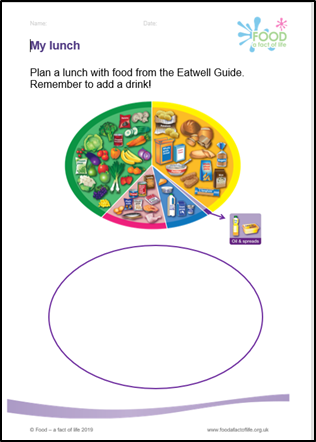 Name:
Date
FOOD
a fact of life
My lunch
Plan a lunch with food from the Eatwell Guide.
Remember to add a drink!
Oil & spreads
© Food – a fact of life 2019
www.foodafactoflife.org.uk